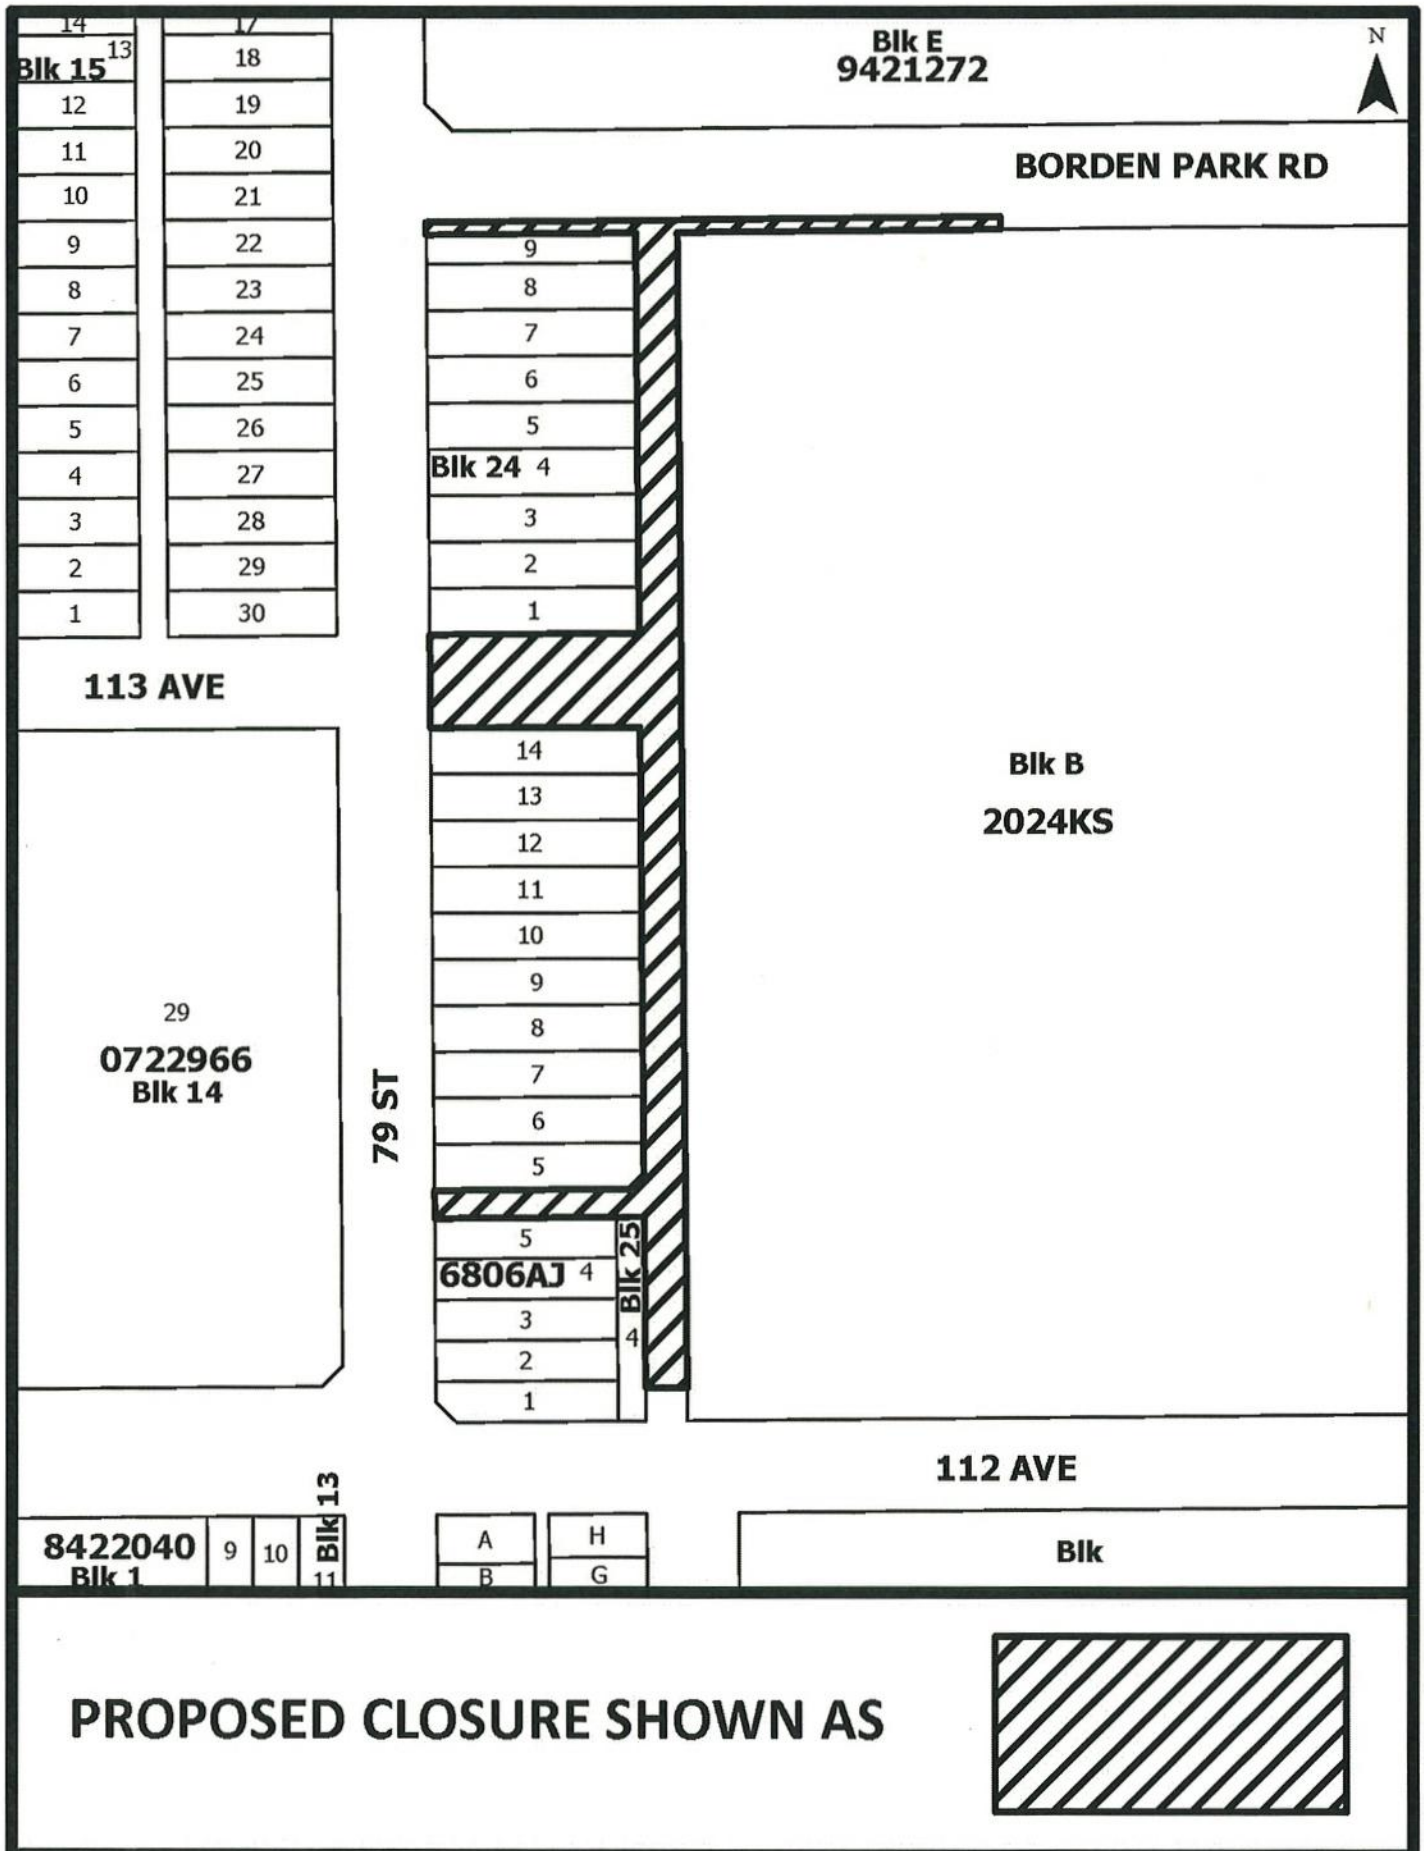 14
13
Blk 15
12
11
10
9
8
7
6
5
4
3
2
1
17
18
19
20
21
22
23
24
25
26
27
28
29
30
Blk E
9421272
N
BORDEN PARK RD
9
8
7
6
5
Blk 24 4
3
2
1
113 AVE
14
13
12
11
10
9
8
7
6
5
Blk B
2024KS
29
0722966
Blk 14
79 ST
5
6806AJ 4
3
2
1
Blk 25
4
112 AVE
8422040
Blk 1
9
10
Blk 13
11
A
B
H
G
Blk
PROPOSED CLOSURE SHOWN AS